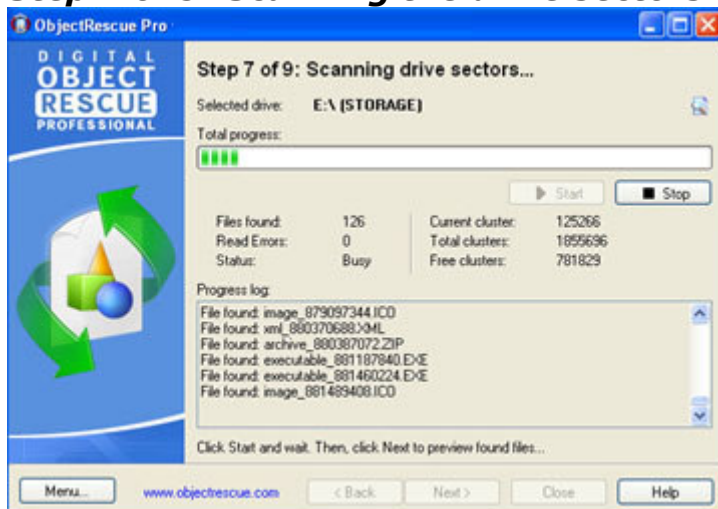 ObjectRescue Pro
DIGITAL
OBJECT
RESCUE
PROFESSIONAL
Step 7 of 9: Scanning drive sectors...
Selected drive: E:\ (STORAGE)
Total progress:
Start Stop
Files found: 126 Current cluster: 125266
Read Errors: 0 Total clusters: 1855696
Status: Busy Free clusters: 781829
Progress log:
File found: image_879097344.ICO
File found: xml_880370688.XML
File found: archive_880387072.ZIP
File found: executable_881187840.EXE
File found: executable_881460224.EXE
File found: image_881489408.ICO
Click Start and wait. Then, click Next to preview found files...
Menu... www.objectrescue.com < Back Next > Close Help